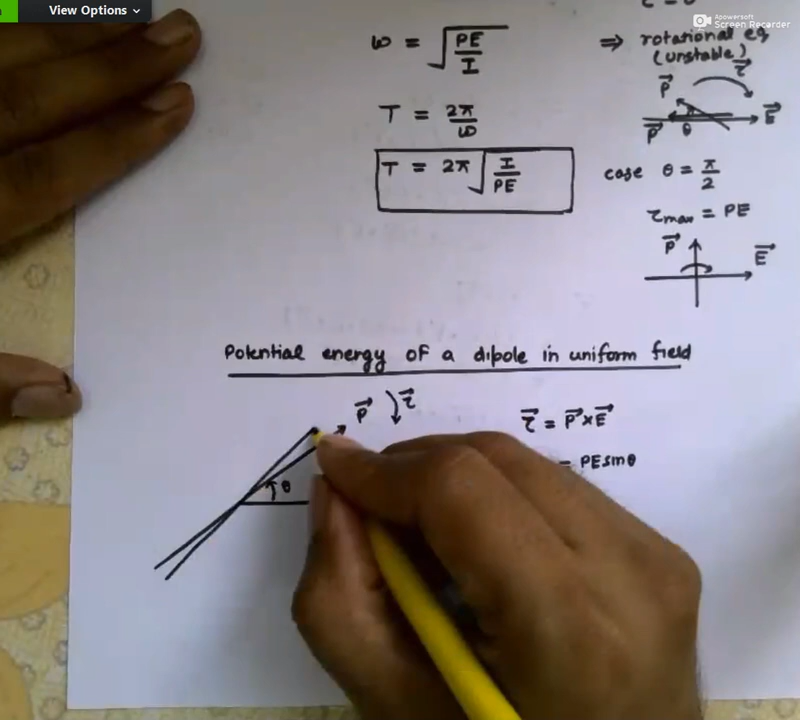 View Options
Apowersoft
Screen Recorder
ω = √PE/I
T = 2π/ω
T = 2π√I/PE
⇒ rotational eq
(unstable)
P⃗ τ⃗
P⃗ θ E⃗
case θ = π/2
τmax = PE
P⃗ E⃗
Potential energy of a dipole in uniform field
P⃗ τ⃗
θ
τ⃗ = P⃗ × E⃗
= PE sinθ